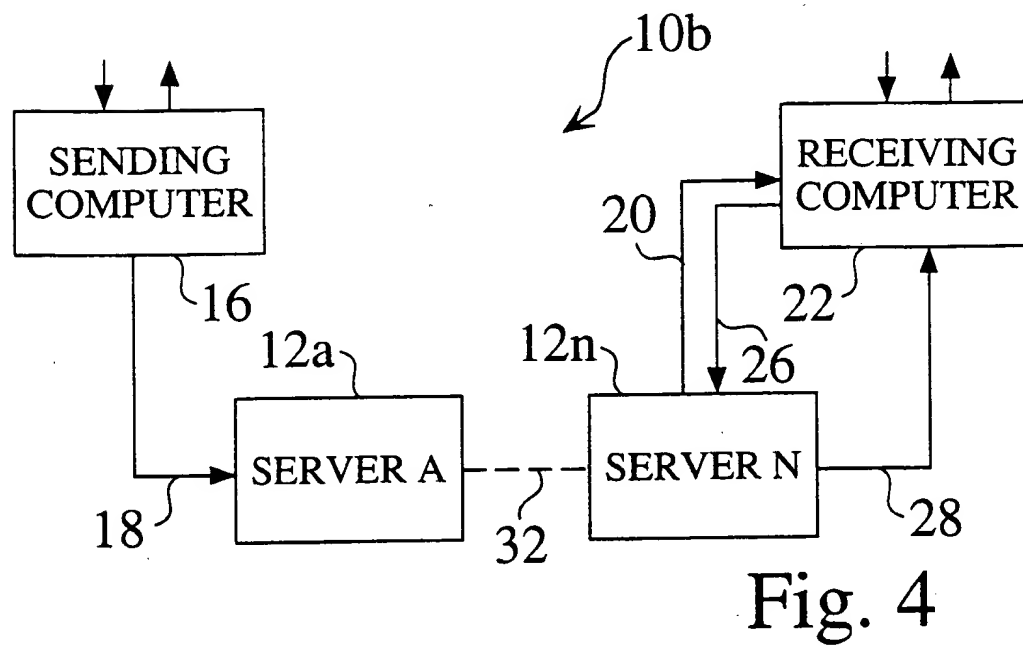 10b
SENDING
COMPUTER
RECEIVING
COMPUTER
16
20
22
26
12a
12n
SERVER A
SERVER N
18
32
28
Fig. 4